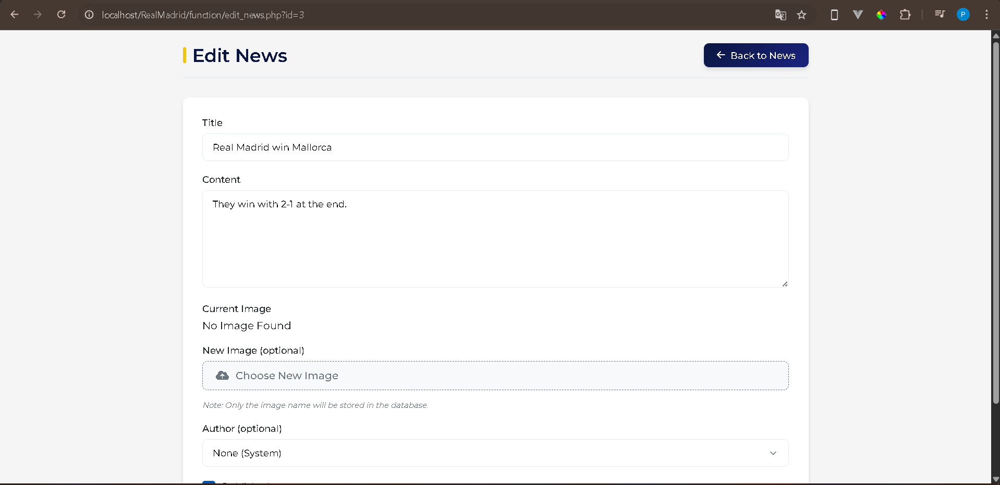 localhost/RealMadrid/function/edit_news.php?id=3
P
Edit News
Back to News
Title
Real Madrid win Mallorca
Content
They win with 2-1 at the end.
Current Image
No Image Found
New Image (optional)
Choose New Image
Note: Only the image name will be stored in the database.
Author (optional)
None (System)